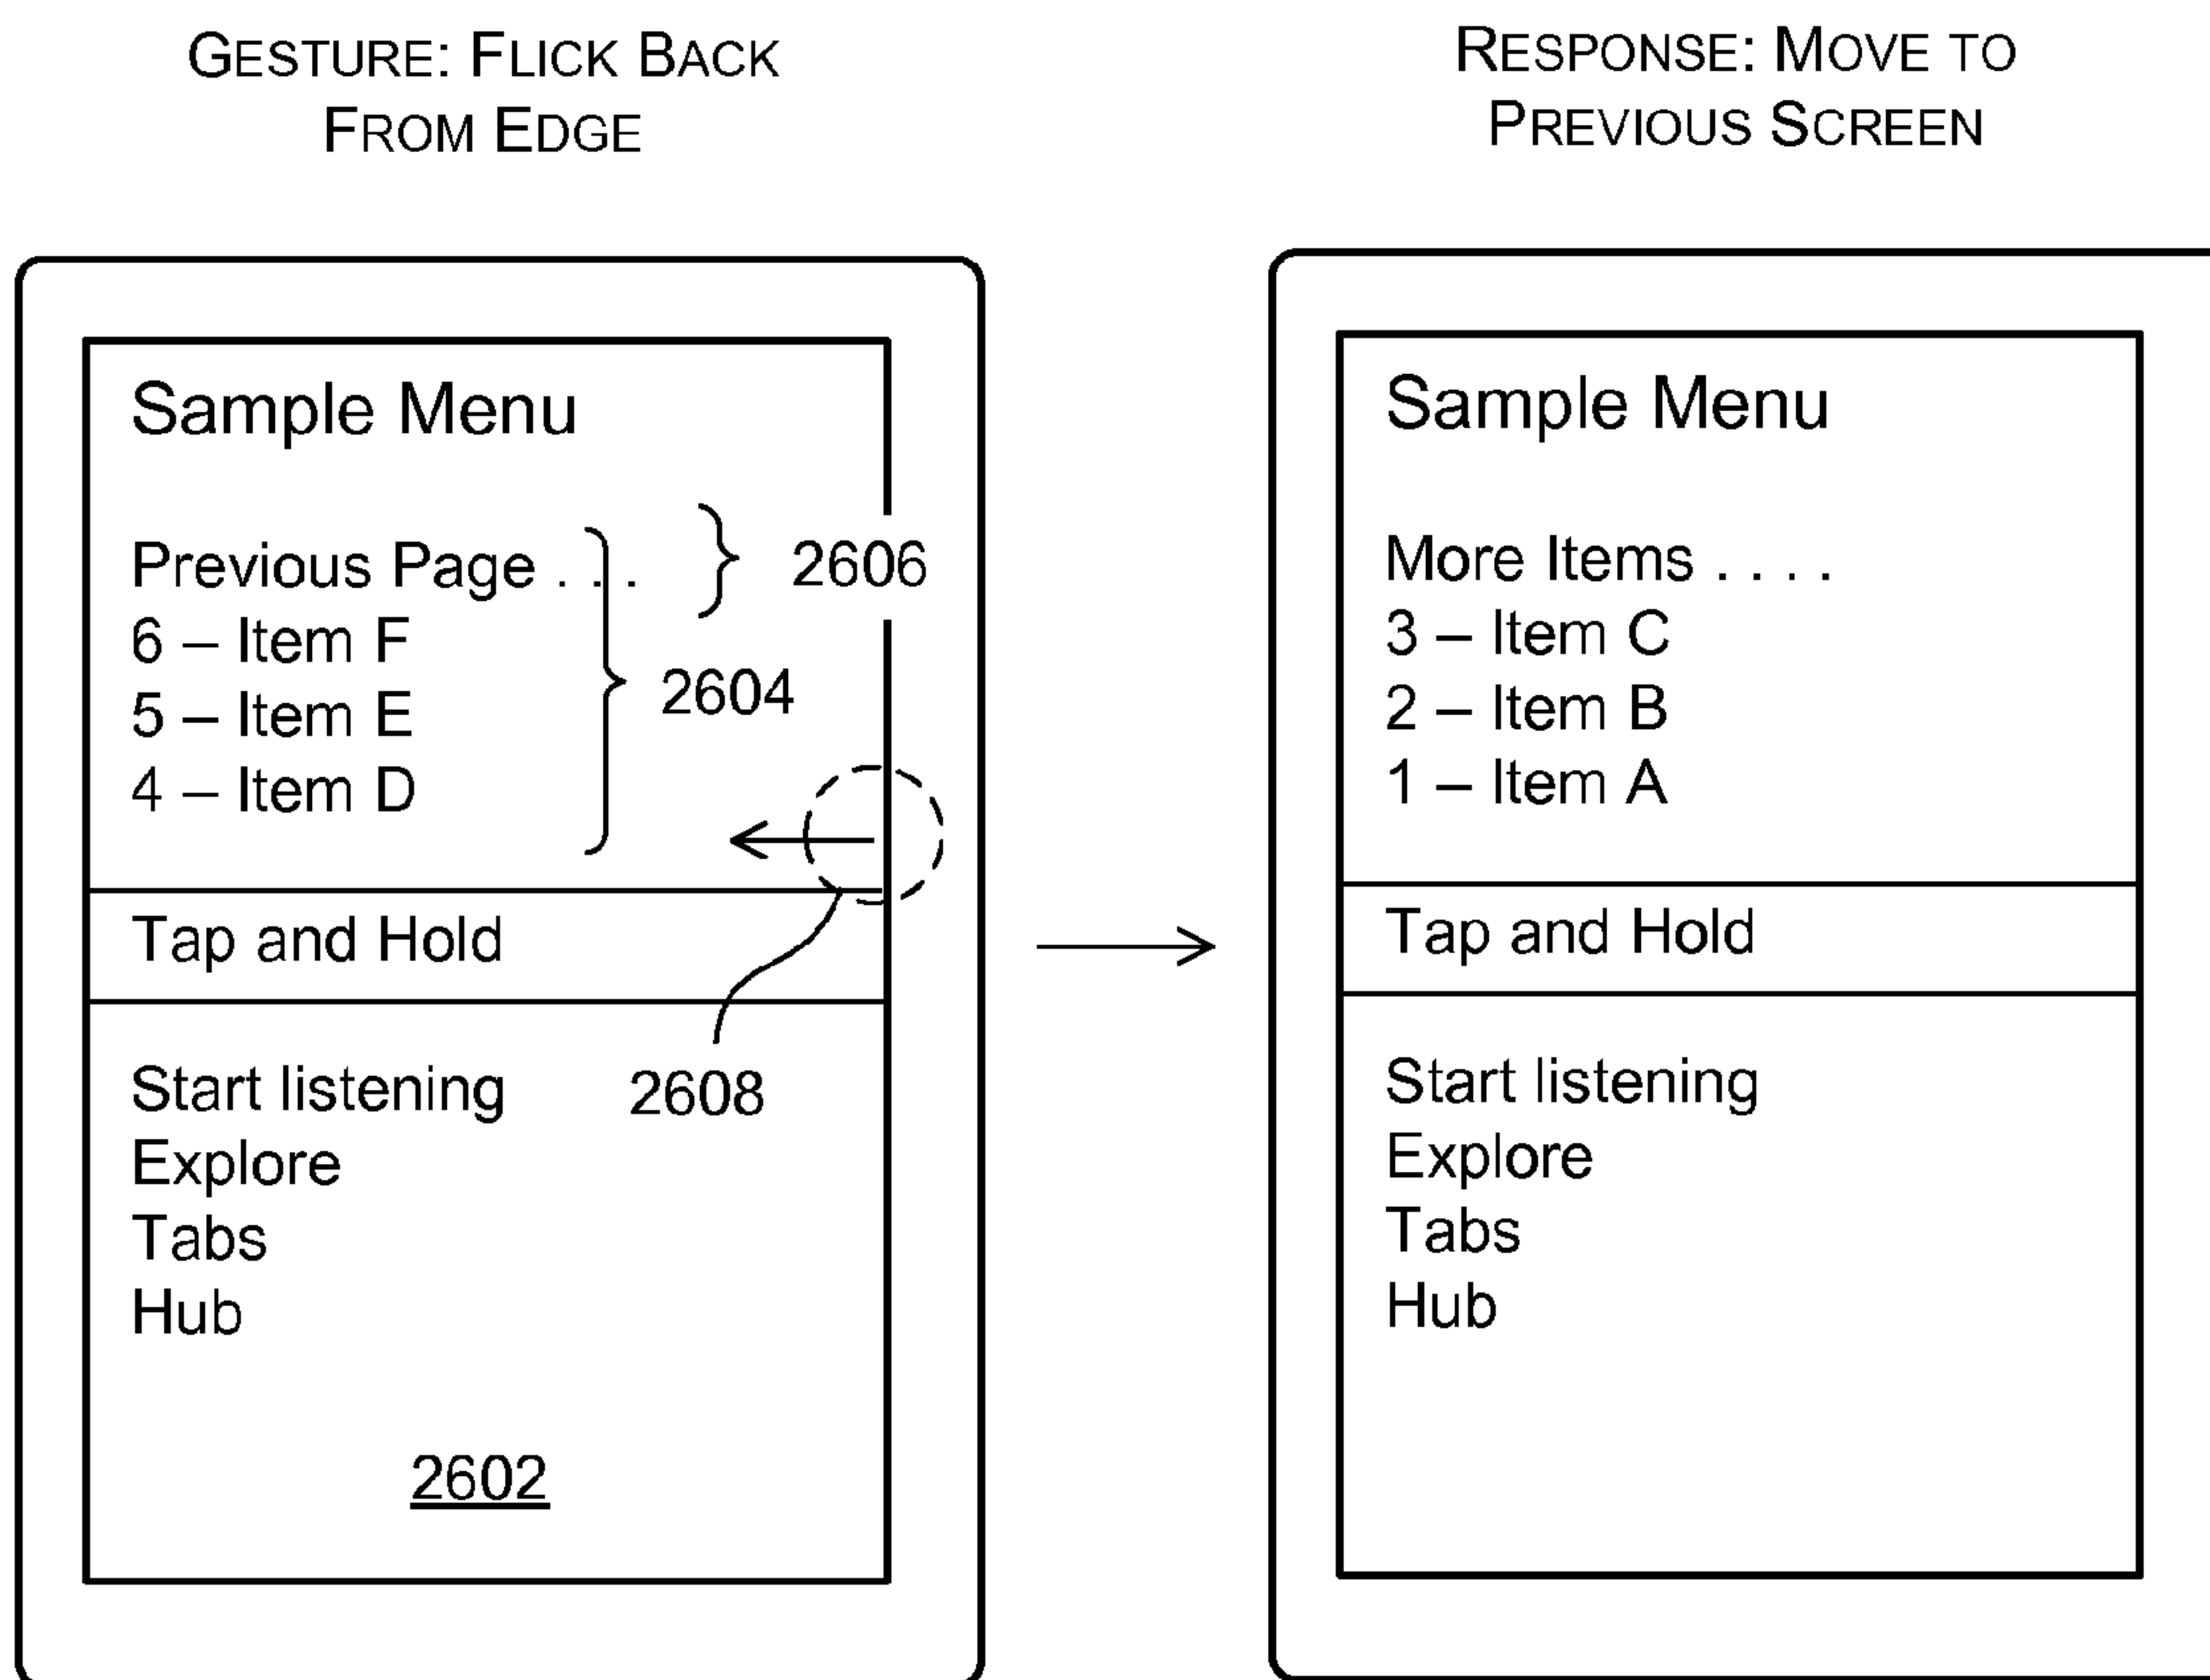 GESTURE: FLICK BACK
FROM EDGE
Sample Menu
Previous Page . . .
2606
6 – Item F
2604
5 – Item E
4 – Item D
Tap and Hold
Start listening
2608
Explore
Tabs
Hub
2602
RESPONSE: MOVE TO
PREVIOUS SCREEN
Sample Menu
More Items . . . .
3 – Item C
2 – Item B
1 – Item A
Tap and Hold
Start listening
Explore
Tabs
Hub